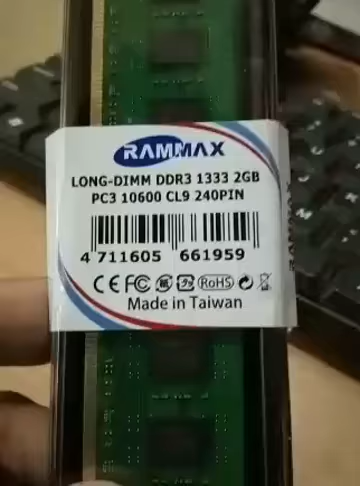 RAMMAX
LONG-DIMM DDR3 1333 2GB
PC3 10600 CL9 240PIN
4 711605 661959
CE FC RoHS
Made in Taiwan
RAMMAX